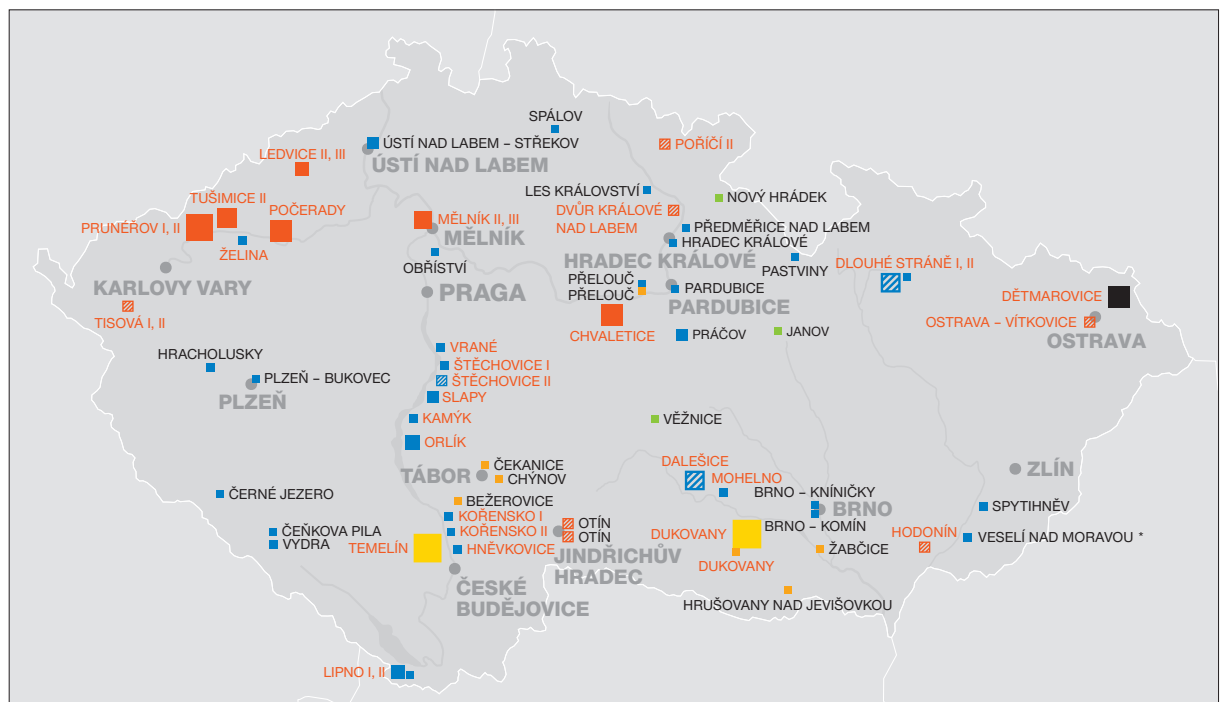 SPÁLOV
ÚSTÍ NAD LABEM – STŘEKOV
ÚSTÍ NAD LABEM
POŘÍČÍ II
LEDVICE II, III
LES KRÁLOVSTVÍ
NOVÝ HRÁDEK
TUŠIMICE II
POČERADY
PRUNÉŘOV I, II
DVŮR KRÁLOVÉ
NAD LABEM
MĚLNÍK II, III
MĚLNÍK
PŘEDMĚŘICE NAD LABEM
HRADEC KRÁLOVÉ
ŽELINA
OBŘÍSTVÍ
HRADEC KRÁLOVÉ
PASTVINY
DLOUHÉ STRÁNĚ I, II
KARLOVY VARY
PRAGA
PŘELOUČ
PŘELOUČ
PARDUBICE
PARDUBICE
DĚTMAROVICE
TISOVÁ I, II
CHVALETICE
PRÁČOV
JANOV
OSTRAVA – VÍTKOVICE
OSTRAVA
VRANÉ
HRACHOLUSKY
ŠTĚCHOVICE I
PLZEŇ – BUKOVEC
ŠTĚCHOVICE II
PLZEŇ
SLAPY
KAMÝK
VĚŽNICE
ORLÍK
TÁBOR
ČEKANICE
CHÝNOV
DALEŠICE
MOHELNO
ZLÍN
ČERNÉ JEZERO
BEŽEROVICE
BRNO – KNÍNIČKY
BRNO
SPYTIHNĚV
KOŘENSKO I
OTÍN
OTÍN
BRNO – KOMÍN
ČEŇKOVA PILA
VYDRA
KOŘENSKO II
DUKOVANY
HODONÍN
VESELÍ NAD MORAVOU *
TEMELÍN
HNĚVKOVICE
JINDŘICHŮV
HRADEC
ŽABČICE
DUKOVANY
ČESKÉ
BUDĚJOVICE
HRUŠOVANY NAD JEVIŠOVKOU
LIPNO I, II